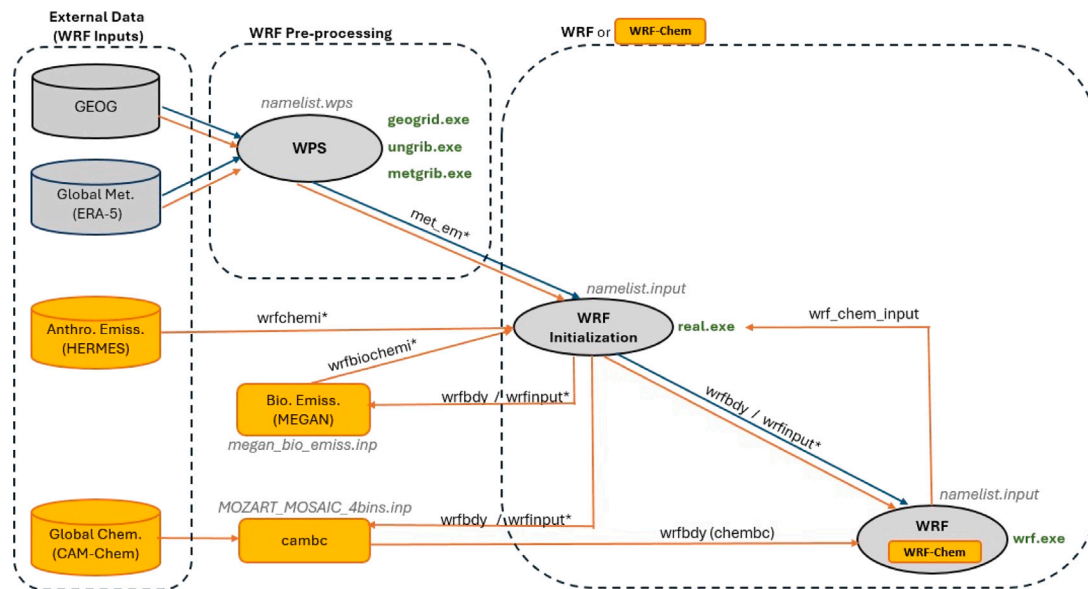 External Data
(WRF Inputs)
WRF Pre-processing
WRF or WRF-Chem
GEOG
namelist.wps
WPS
geogrid.exe
ungrib.exe
metgrib.exe
Global Met.
(ERA-5)
met_em*
namelist.input
Anthro. Emiss.
(HERMES)
wrfchemi*
WRF
Initialization
real.exe
wrf_chem_input
wrfbiochemi*
Bio. Emiss.
(MEGAN)
megan_bio_emiss.inp
wrfbdy / wrfinput*
wrfbdy / wrfinput*
MOZART_MOSAIC_4bins.inp
wrfbdy / wrfinput*
Global Chem.
(CAM-Chem)
cambc
wrfbdy (chembc)
namelist.input
WRF
WRF-Chem
wrf.exe